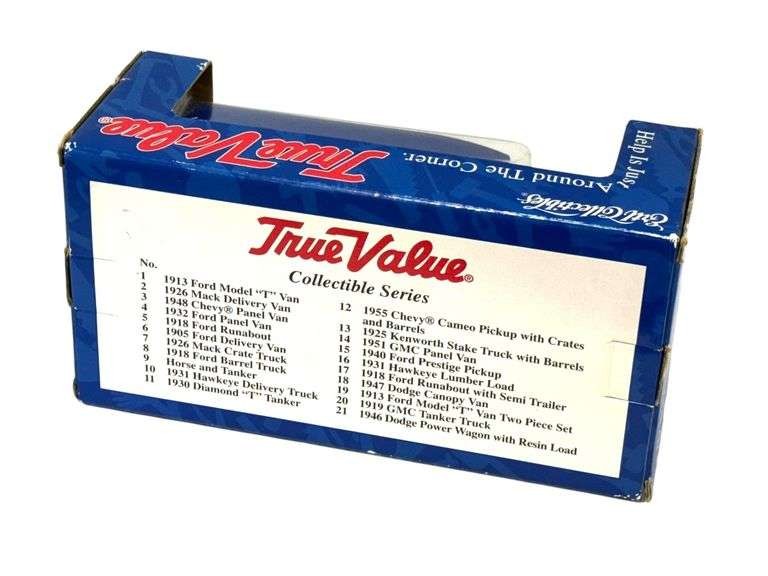 True Value®
Help Is Just
Around The Corner.
Ertl Collectibles™
True Value®
Collectible Series
No.
1 1913 Ford Model “T” Van
2 1926 Mack Delivery Van
3 1948 Chevy® Panel Van
4 1932 Ford Panel Van
5 1918 Ford Runabout
6 1905 Ford Delivery Van
7 1926 Mack Crate Truck
8 1918 Ford Barrel Truck
9 Horse and Tanker
10 1931 Hawkeye Delivery Truck
11 1930 Diamond “T” Tanker
12 1955 Chevy® Cameo Pickup with Crates
and Barrels
13 1925 Kenworth Stake Truck with Barrels
14 1951 GMC Panel Van
15 1940 Ford Prestige Pickup
16 1931 Hawkeye Lumber Load
17 1918 Ford Runabout with Semi Trailer
18 1947 Dodge Canopy Van
19 1913 Ford Model “T” Van Two Piece Set
20 1919 GMC Tanker Truck
21 1946 Dodge Power Wagon with Resin Load